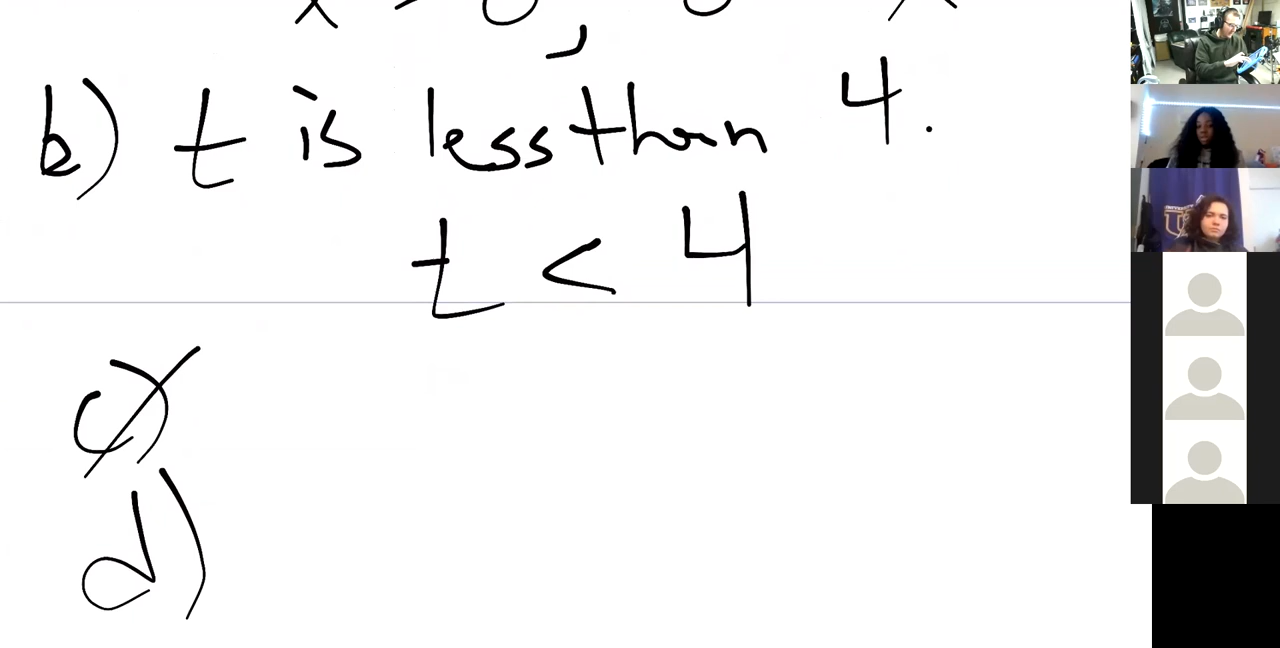 b) t is less than 4.
t < 4
c)
d)